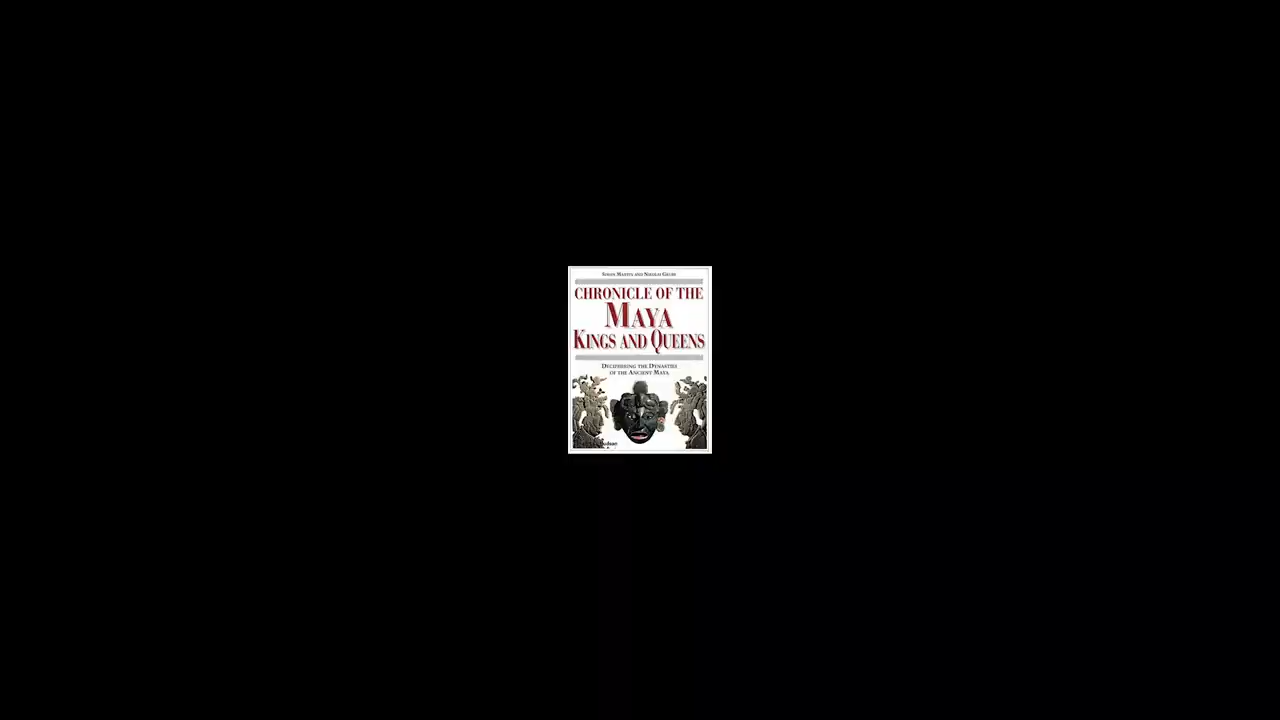 SIMON MARTIN AND NIKOLAI GRUBE
CHRONICLE OF THE
MAYA
KINGS AND QUEENS
DECIPHERING THE DYNASTIES
OF THE ANCIENT MAYA
Hudson